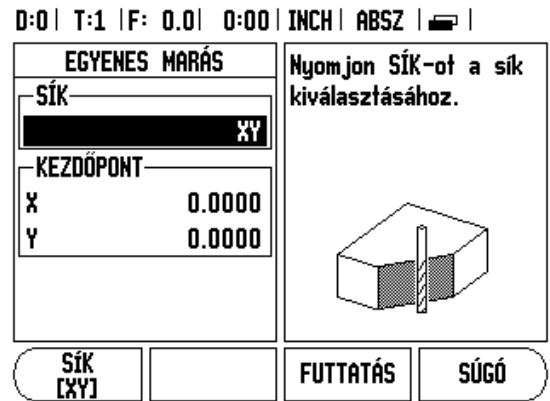 D:0 | T:1 | F: 0.0 | 0:00 | INCH | ABSZ |
EGYENES MARÁS
SÍK
XY
KEZDŐPONT
X 0.0000
Y 0.0000
Nyomjon SÍK-ot a sík
kiválasztásához.
SÍK
[XY]
FUTTATÁS
SÚGÓ